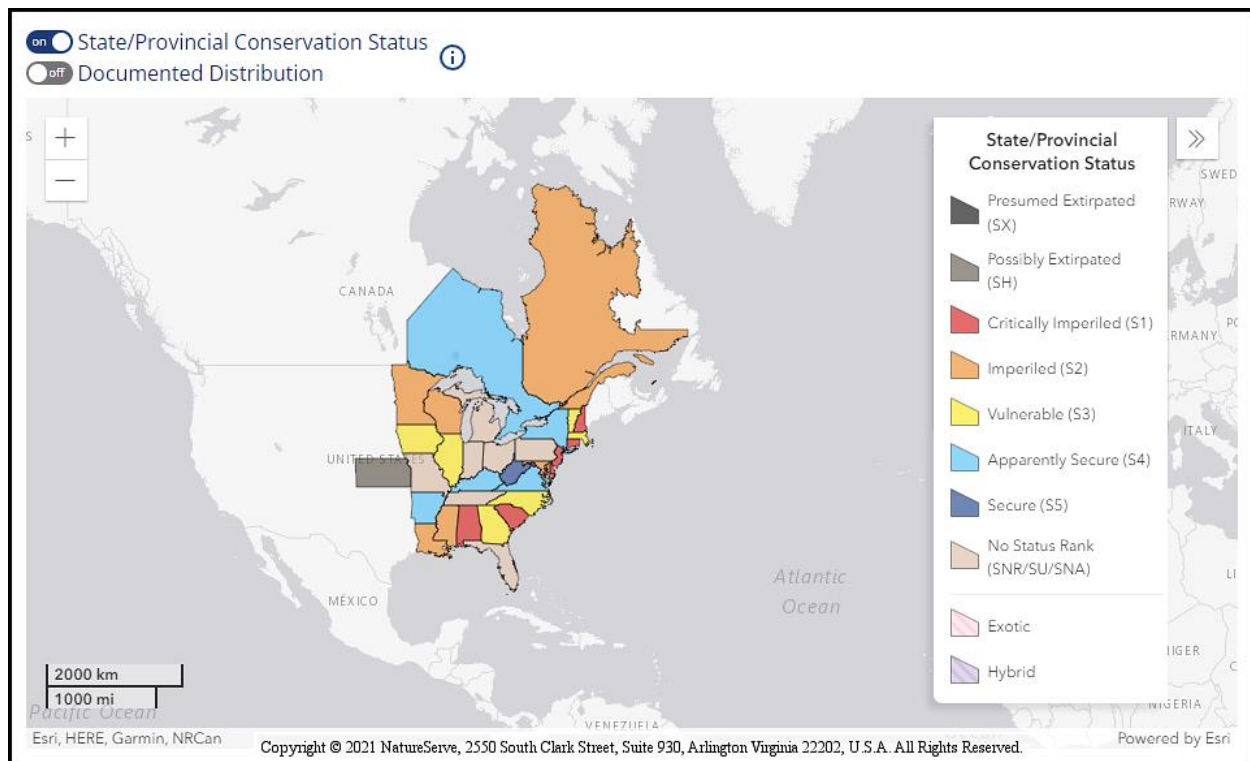 on State/Provincial Conservation Status
off Documented Distribution
State/Provincial
Conservation Status
Presumed Extirpated
(SX)
Possibly Extirpated
(SH)
Critically Imperiled (S1)
Imperiled (S2)
Vulnerable (S3)
Apparently Secure (S4)
Secure (S5)
No Status Rank
(SNR/SU/SNA)
Exotic
Hybrid
CANADA
UNITED STATES
MÉXICO
Atlantic
Ocean
VENEZUELA
Pacific Ocean
SWED
RWAY
RMANY
ITALY
LI
IGER
NIGERIA
2000 km
1000 mi
Esri, HERE, Garmin, NRCan
Copyright © 2021 NatureServe, 2550 South Clark Street, Suite 930, Arlington Virginia 22202, U.S.A. All Rights Reserved.
Powered by Esri